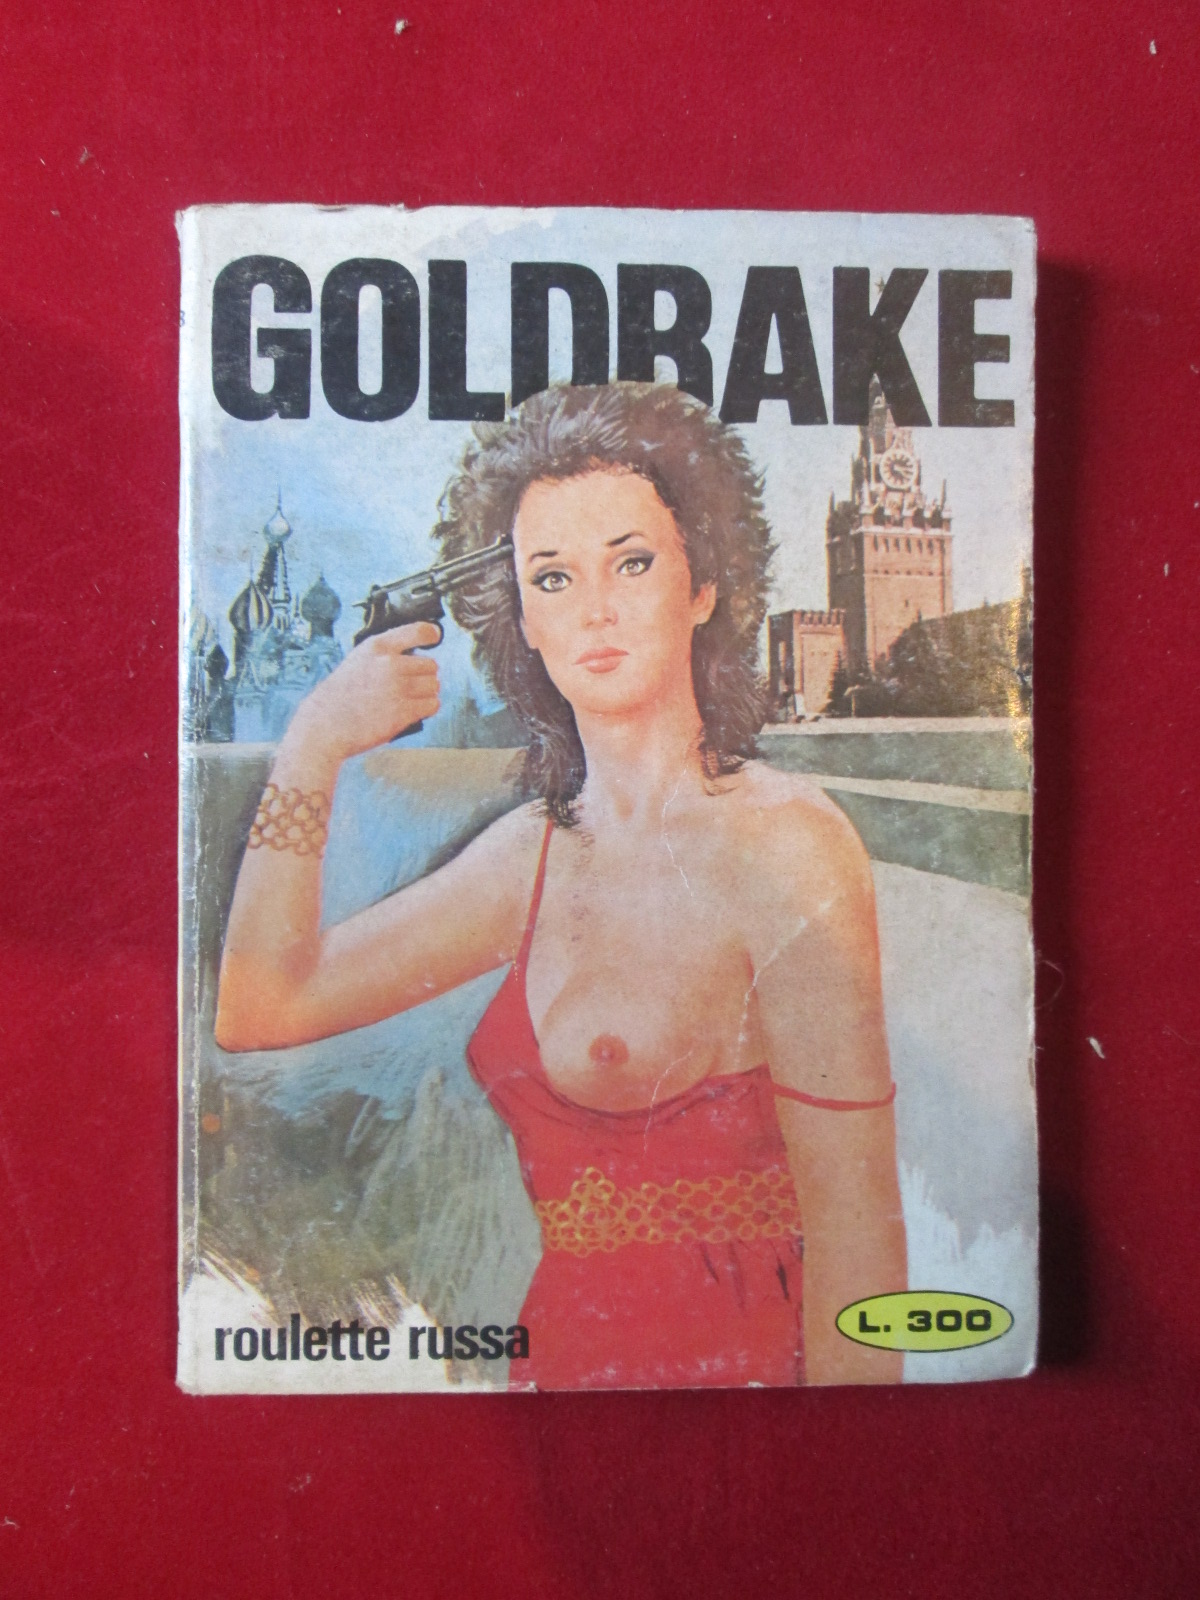 GOLDRAKE
roulette russa
L. 300